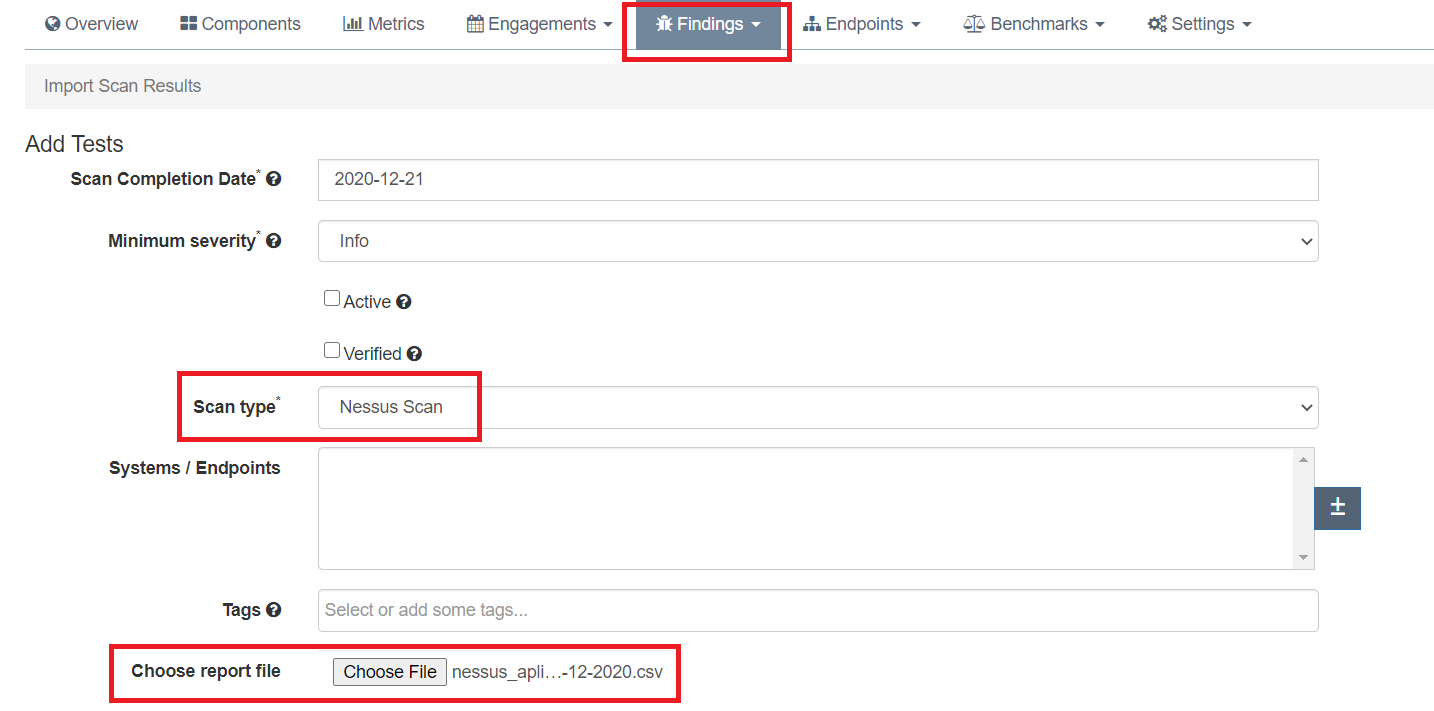 Overview Components Metrics Engagements Findings Endpoints Benchmarks Settings
Import Scan Results
Add Tests
Scan Completion Date* 2020-12-21
Minimum severity* Info
Active
Verified
Scan type* Nessus Scan
Systems / Endpoints
±
Tags Select or add some tags...
Choose report file Choose File nessus_apli…-12-2020.csv